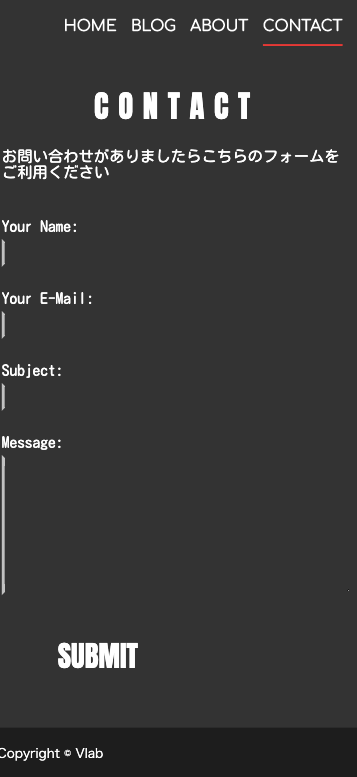 HOME BLOG ABOUT CONTACT
CONTACT
お問い合わせがありましたらこちらのフォームを
ご利用ください
Your Name:
Your E-Mail:
Subject:
Message:
SUBMIT
Copyright © Vlab